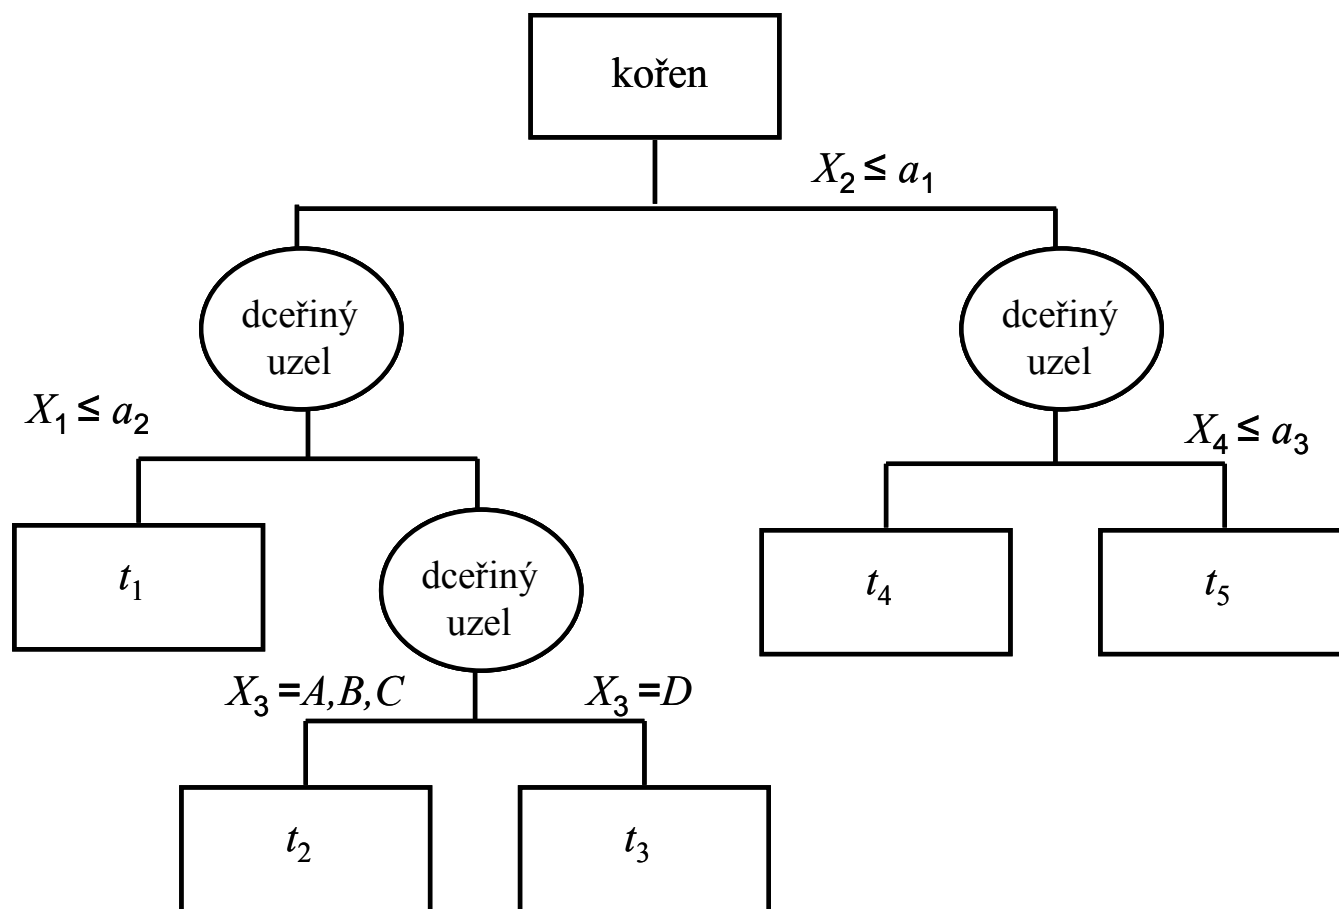 kořen
X₂ ≤ a₁
dceřiný
uzel
dceřiný
uzel
X₁ ≤ a₂
X₄ ≤ a₃
t₁
dceřiný
uzel
t₄
t₅
X₃ =A,B,C
X₃ =D
t₂
t₃